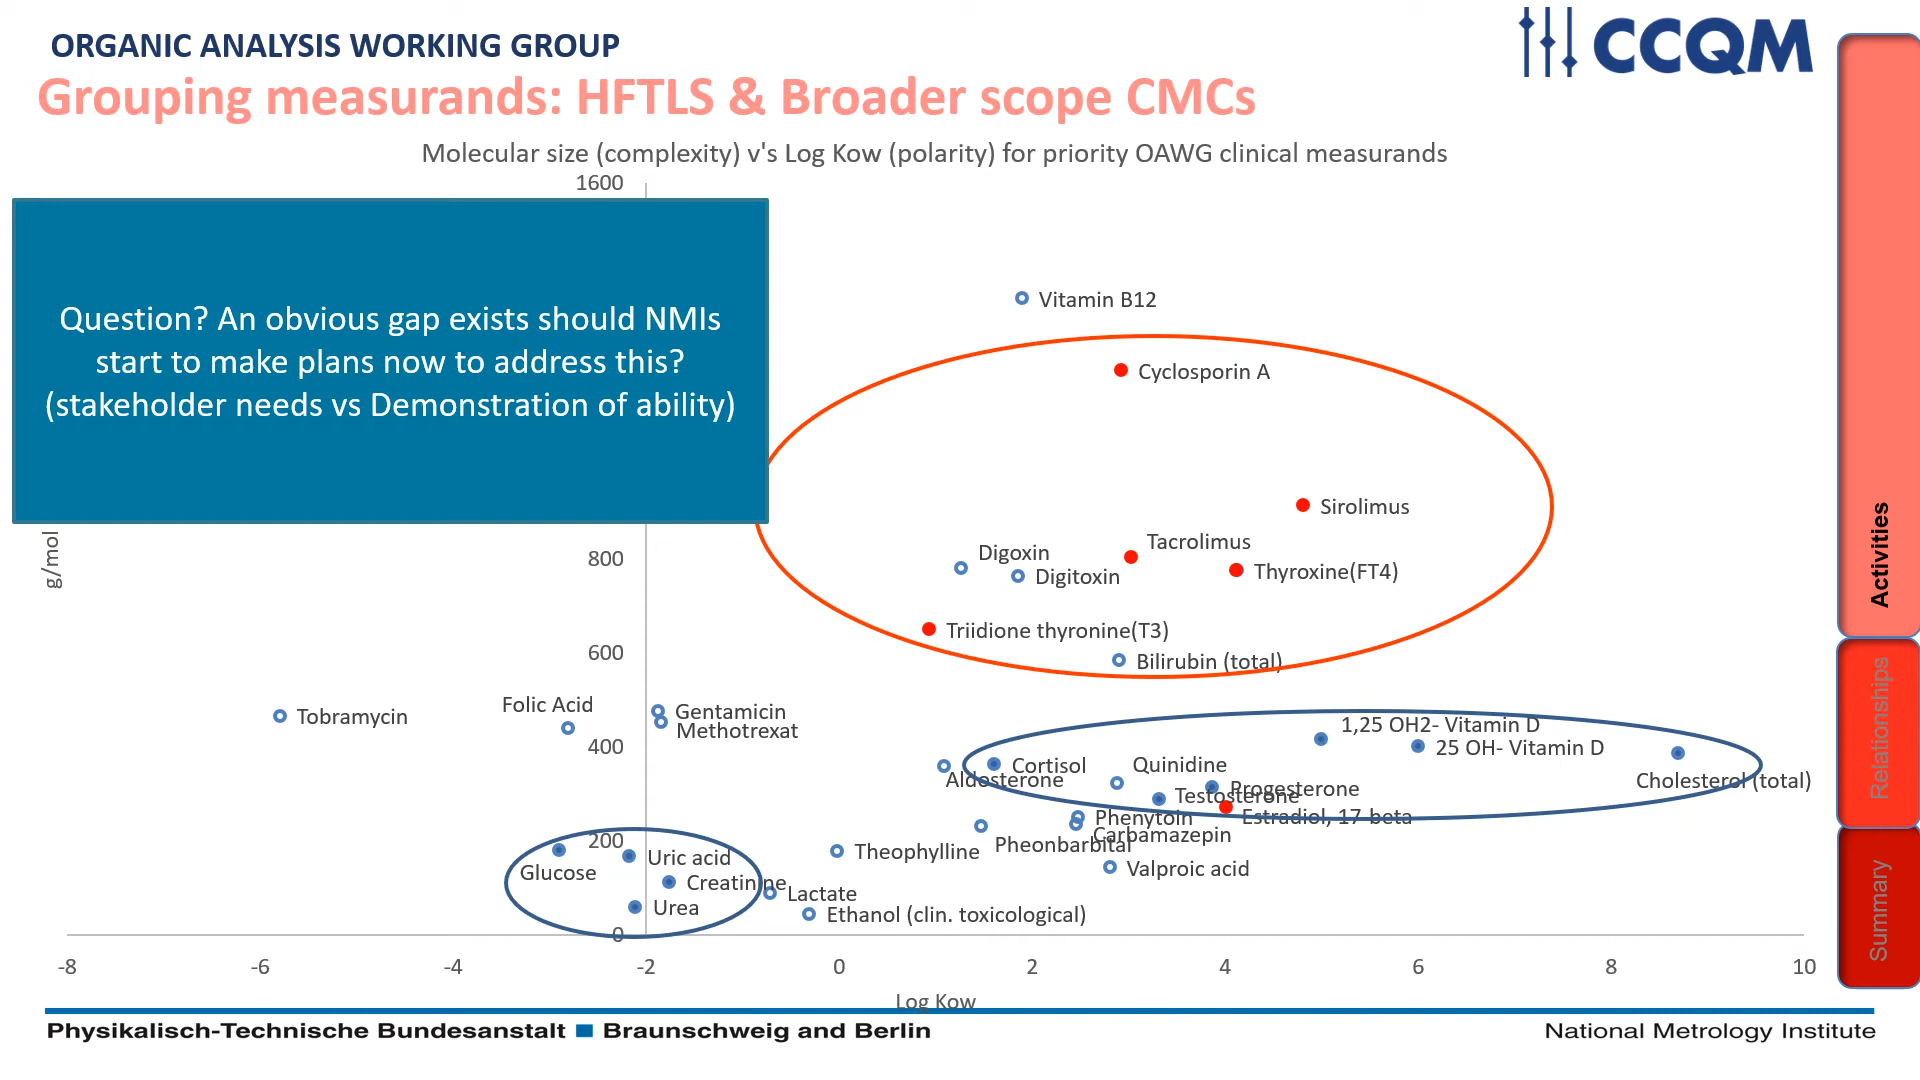 ORGANIC ANALYSIS WORKING GROUP
CCQM
Grouping measurands: HFTLS & Broader scope CMCs
Molecular size (complexity) v's Log Kow (polarity) for priority OAWG clinical measurands
1600
Question? An obvious gap exists should NMIs
start to make plans now to address this?
(stakeholder needs vs Demonstration of ability)
Vitamin B12
Cyclosporin A
Sirolimus
Tacrolimus
Digoxin
Digitoxin
Thyroxine(FT4)
g/mol
800
Triidione thyronine(T3)
600
Bilirubin (total)
Tobramycin
Folic Acid
Gentamicin
Methotrexat
400
1,25 OH2- Vitamin D
25 OH- Vitamin D
Cortisol
Aldosterone
Quinidine
Cholesterol (total)
Progesterone
Testosterone
Estradiol, 17-beta
Phenytoin
Carbamazepin
Pheonbarbital
200
Theophylline
Valproic acid
Uric acid
Glucose
Creatinine
Lactate
Urea
Ethanol (clin. toxicological)
0
-8 -6 -4 -2 0 2 4 6 8 10
Log Kow
Activities
Relationships
Summary
Physikalisch-Technische Bundesanstalt Braunschweig and Berlin
National Metrology Institute